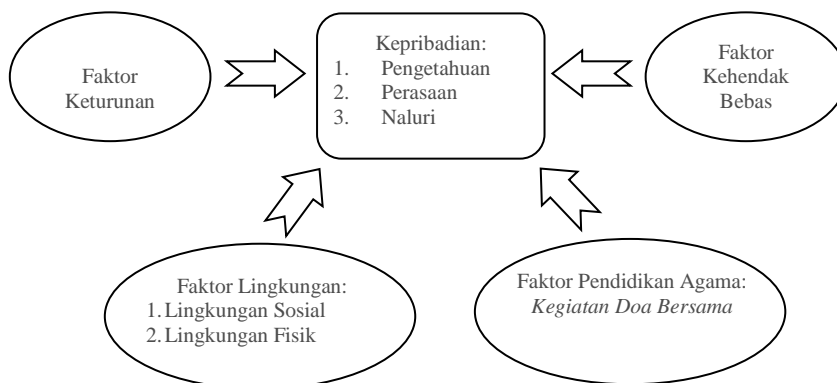 Faktor
Keturunan
Kepribadian:
1. Pengetahuan
2. Perasaan
3. Naluri
Faktor
Kehendak
Bebas
Faktor Lingkungan:
1. Lingkungan Sosial
2. Lingkungan Fisik
Faktor Pendidikan Agama:
Kegiatan Doa Bersama